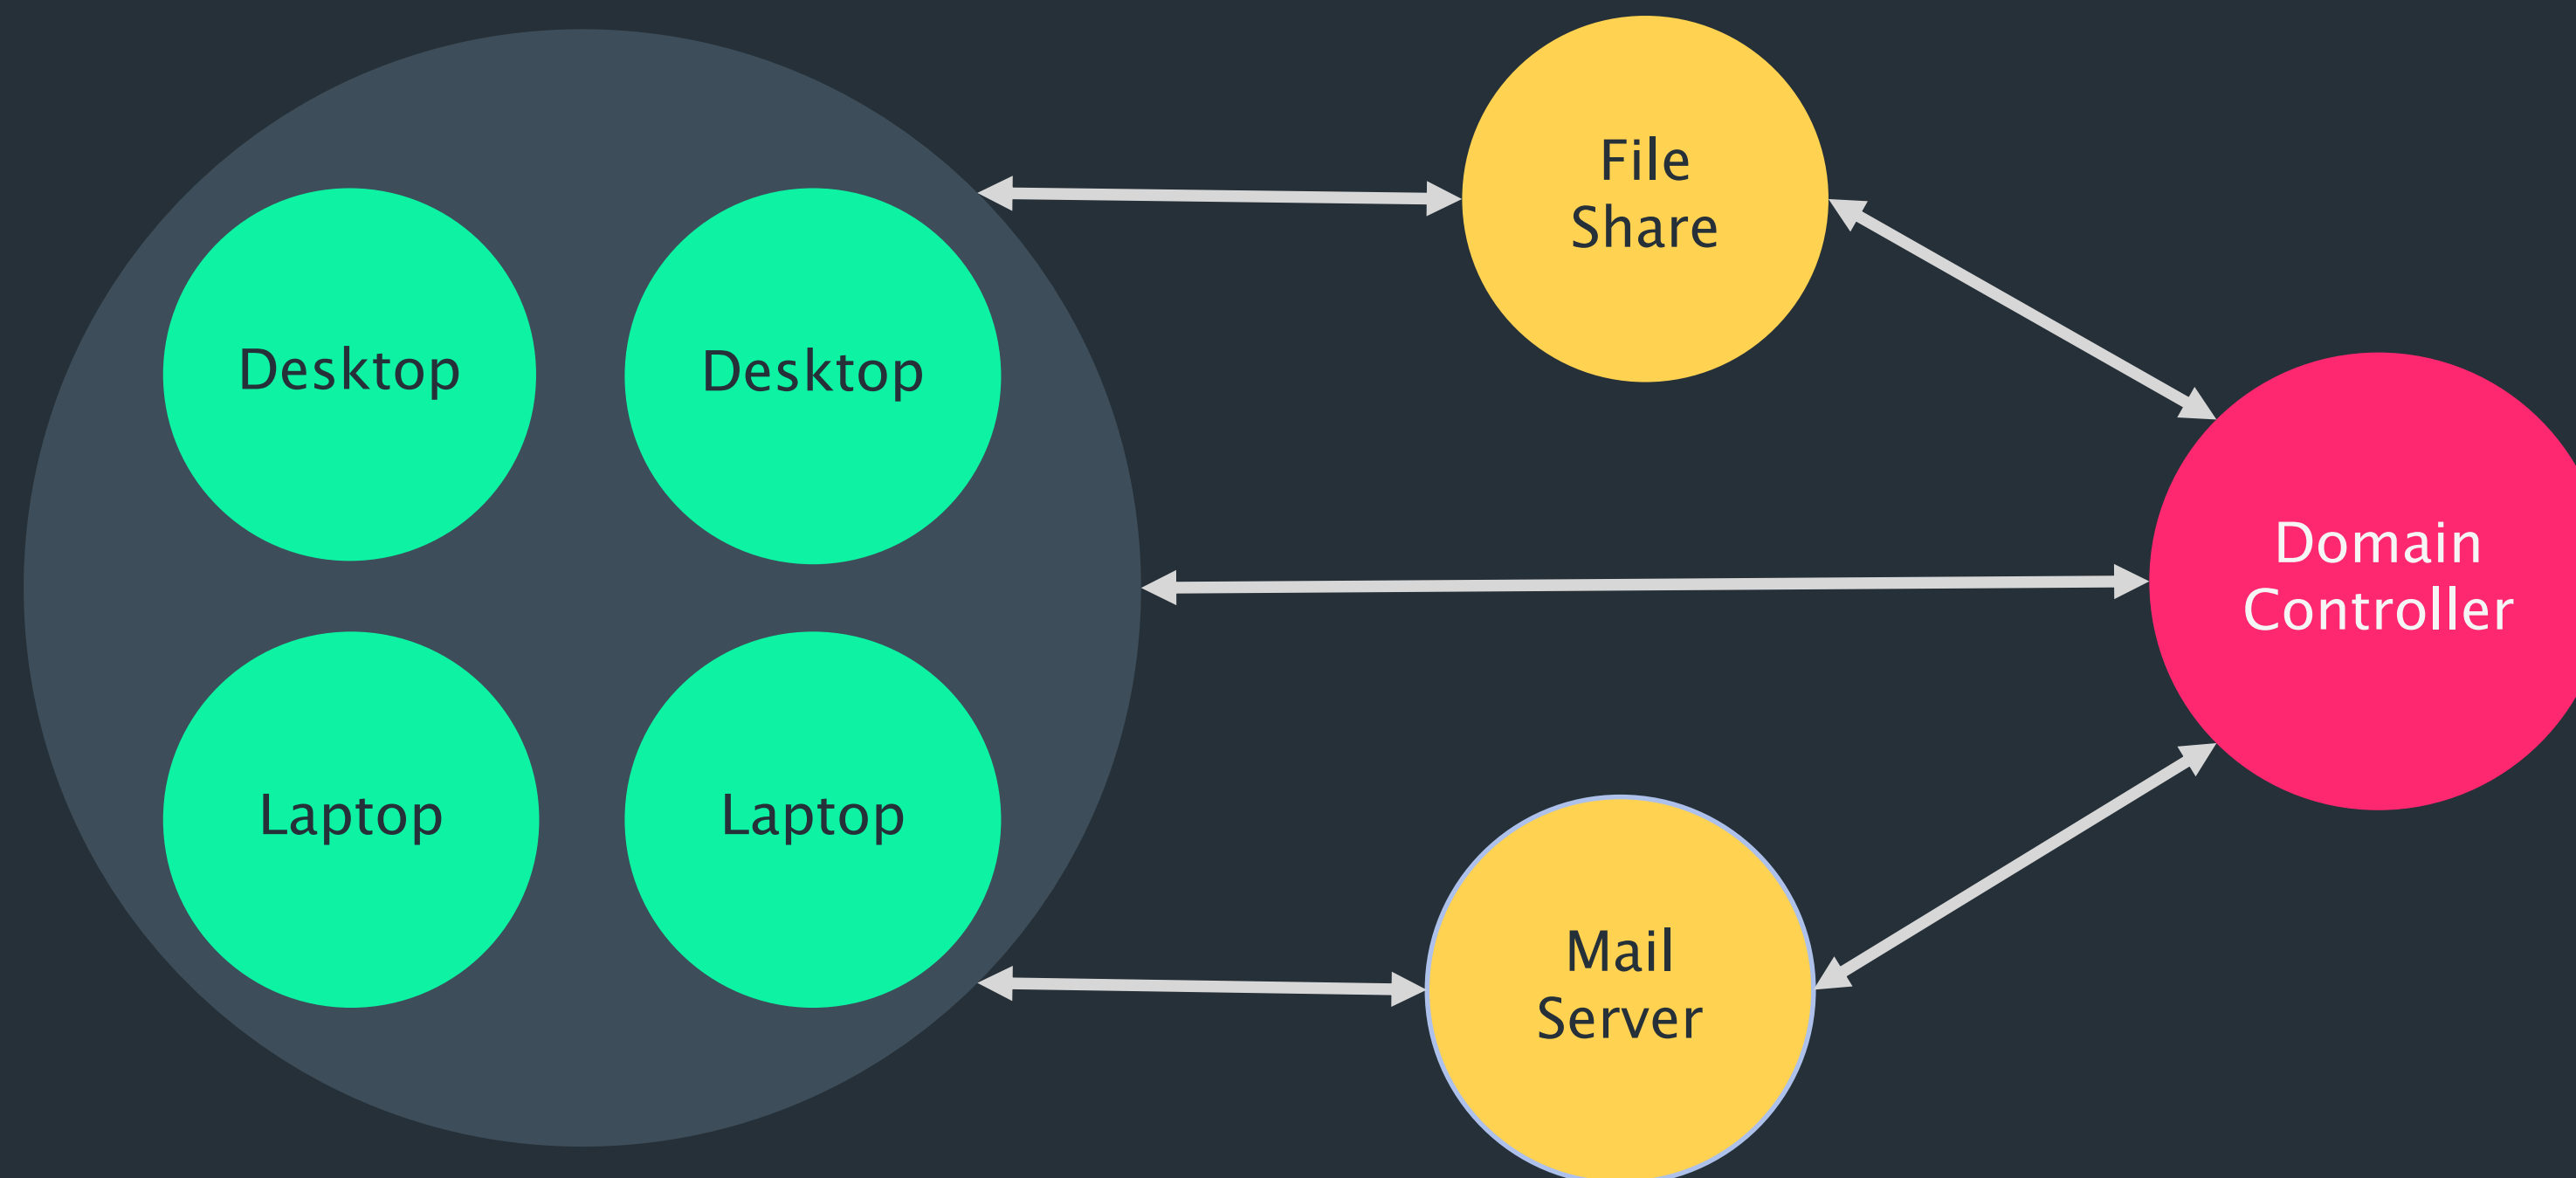 Desktop
Desktop
Laptop
Laptop
File
Share
Mail
Server
Domain
Controller